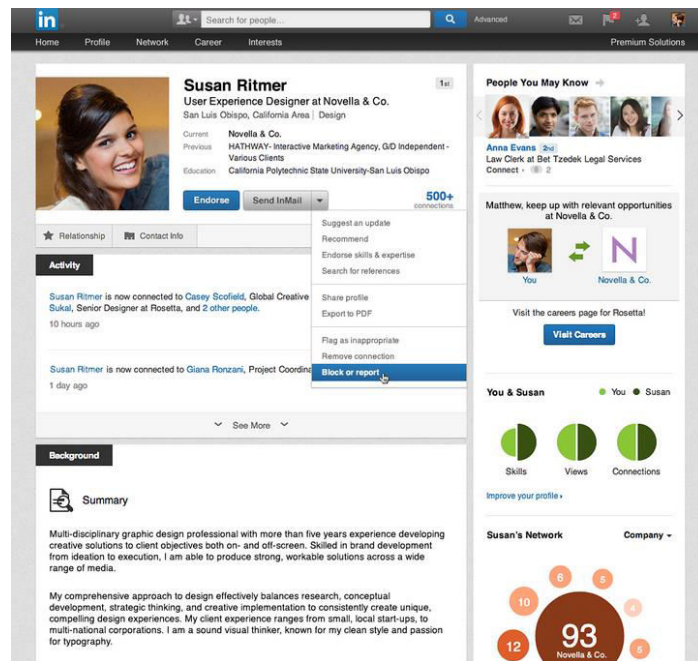 in
Search for people...
Advanced
2
Home Profile Network Career Interests
Premium Solutions
Susan Ritmer
1st
User Experience Designer at Novella & Co.
San Luis Obispo, California Area | Design
Current Novella & Co.
Previous HATHWAY- Interactive Marketing Agency, G/D Independent -
Various Clients
Education California Polytechnic State University-San Luis Obispo
Endorse
Send InMail
500+
connections
Suggest an update
Recommend
Endorse skills & expertise
Search for references
Share profile
Export to PDF
Flag as inappropriate
Remove connection
Block or report
Relationship
Contact Info
Activity
Susan Ritmer is now connected to Casey Scofield, Global Creative
Sukal, Senior Designer at Rosetta, and 2 other people.
10 hours ago
Susan Ritmer is now connected to Giana Ronzani, Project Coordina
1 day ago
See More
Background
Summary
Multi-disciplinary graphic design professional with more than five years experience developing
creative solutions to client objectives both on- and off-screen. Skilled in brand development
from ideation to execution, I am able to produce strong, workable solutions across a wide
range of media.
My comprehensive approach to design effectively balances research, conceptual
development, strategic thinking, and creative implementation to consistently create unique,
compelling design experiences. My client experience ranges from small, local start-ups, to
multi-national corporations. I am a sound visual thinker, known for my clean style and passion
for typography.
People You May Know
Anna Evans 2nd
Law Clerk at Bet Tzedek Legal Services
Connect • 2
Matthew, keep up with relevant opportunities
at Novella & Co.
N
You
Novella & Co.
Visit the careers page for Rosetta!
Visit Careers
You & Susan
You Susan
Skills Views Connections
Improve your profile
Susan's Network
Company
6
5
10
4
93
Novella & Co.
12
5